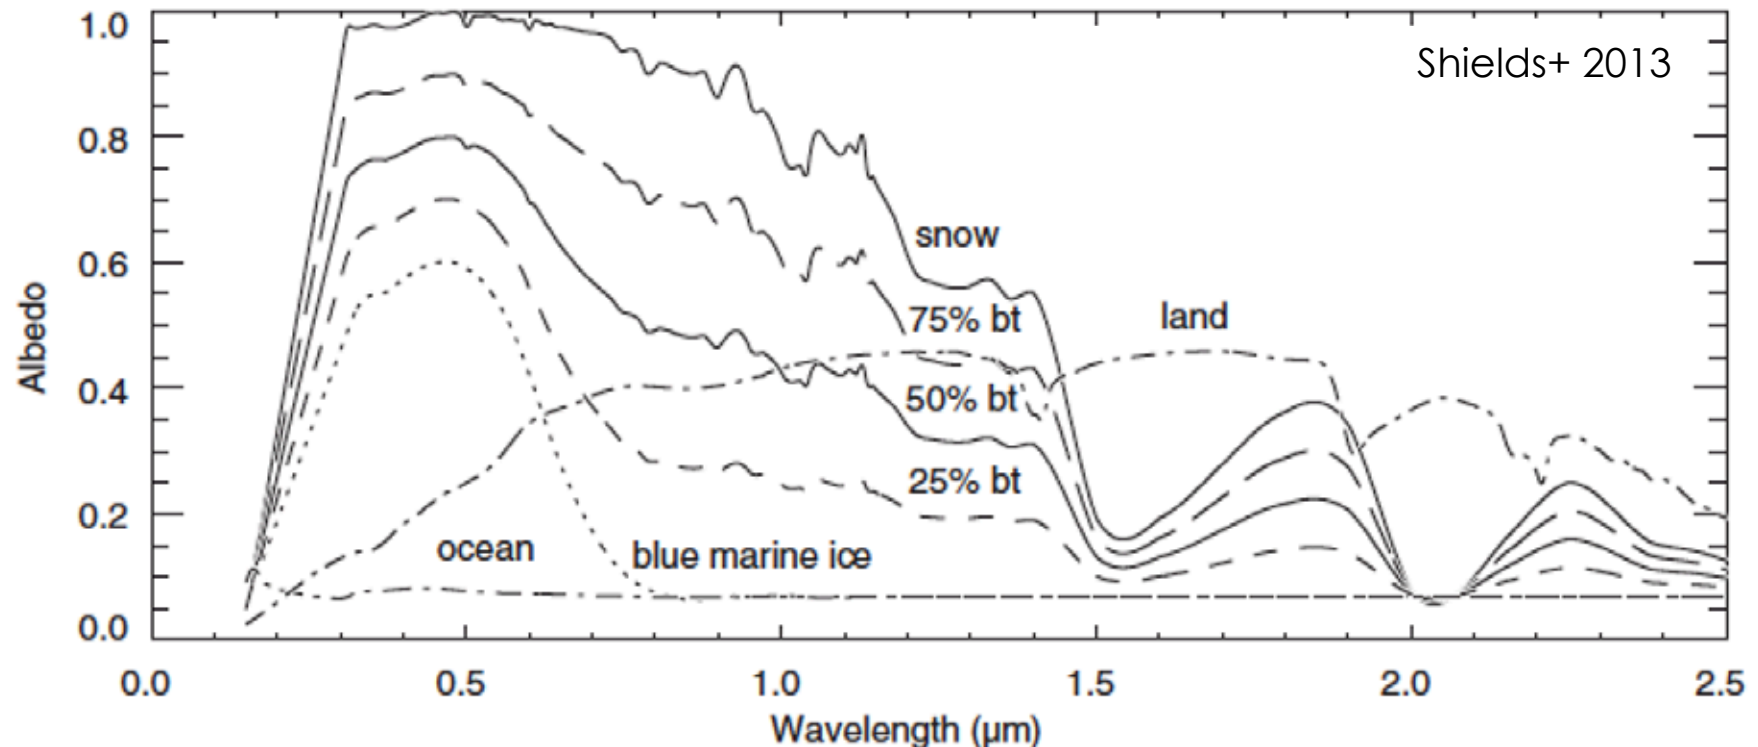 Shields+ 2013
1.0
0.8
0.6
0.4
0.2
0.0
Albedo
snow
75% bt
land
50% bt
25% bt
ocean
blue marine ice
0.0 0.5 1.0 1.5 2.0 2.5
Wavelength (μm)